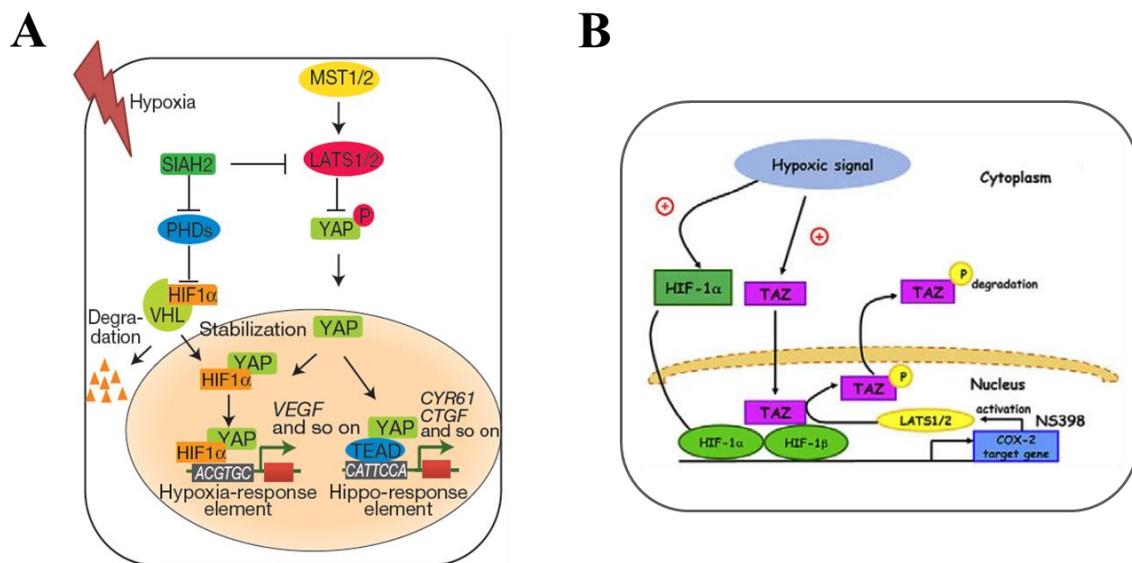 A
Hypoxia
MST1/2
SIAH2
LATS1/2
PHDs
YAP
P
HIF1α
VHL
Degra-
dation
Stabilization
YAP
YAP
HIF1α
VEGF
and so on
CYR61
CTGF
and so on
YAP
HIF1α
ACGTGC
YAP
TEAD
CATTCCA
Hypoxia-response
element
Hippo-response
element
B
Hypoxic signal
Cytoplasm
+
+
HIF-1α
TAZ
TAZ
P
degradation
Nucleus
TAZ
P
TAZ
LATS1/2
activation
NS398
HIF-1α
HIF-1β
COX-2
target gene